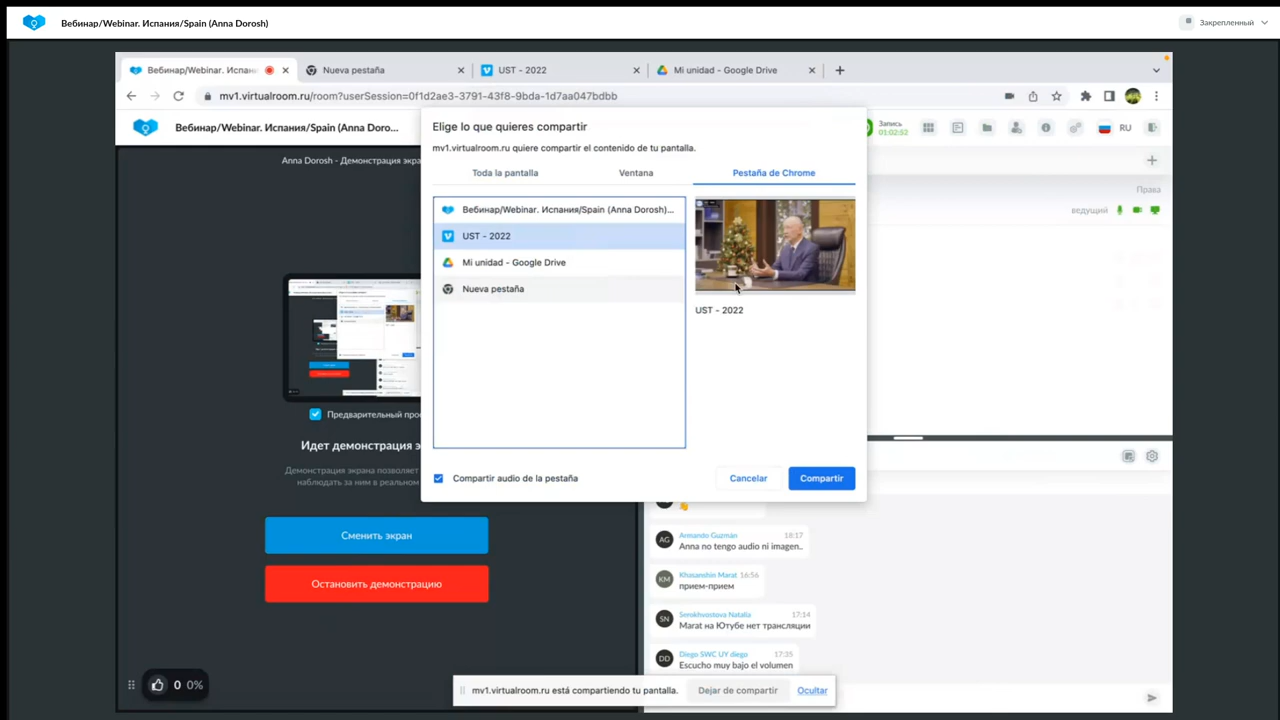 Вебинар/Webinar. Испания/Spain (Anna Dorosh)
Закрепленный
Вебинар/Webinar. Испан
Nueva pestaña
UST - 2022
Mi unidad - Google Drive
mv1.virtualroom.ru/room?userSession=0f1d2ae3-3791-43f8-9bda-1d7aa047bdbb
Вебинар/Webinar. Испания/Spain (Anna Doro...
Запись
01:02:52
RU
Anna Dorosh - Демонстрация экра
Права
ведущий
Elige lo que quieres compartir
mv1.virtualroom.ru quiere compartir el contenido de tu pantalla.
Toda la pantalla
Ventana
Pestaña de Chrome
Вебинар/Webinar. Испания/Spain (Anna Dorosh)...
UST - 2022
Mi unidad - Google Drive
Nueva pestaña
UST - 2022
Compartir audio de la pestaña
Cancelar
Compartir
Предварительный про
Идет демонстрация э
Демонстрация экрана позволяет
наблюдать за ним в реальном
Сменить экран
Остановить демонстрацию
AG
Armando Guzmán 18:17
Anna no tengo audio ni imagen..
KM
Khasanshin Marat 16:56
прием-прием
SN
Serokhvostova Natalia 17:14
Marat на Ютубе нет трансляции
DD
Diego SWC UY diego 17:35
Escucho muy bajo el volumen
0 0%
mv1.virtualroom.ru está compartiendo tu pantalla.
Dejar de compartir
Ocultar